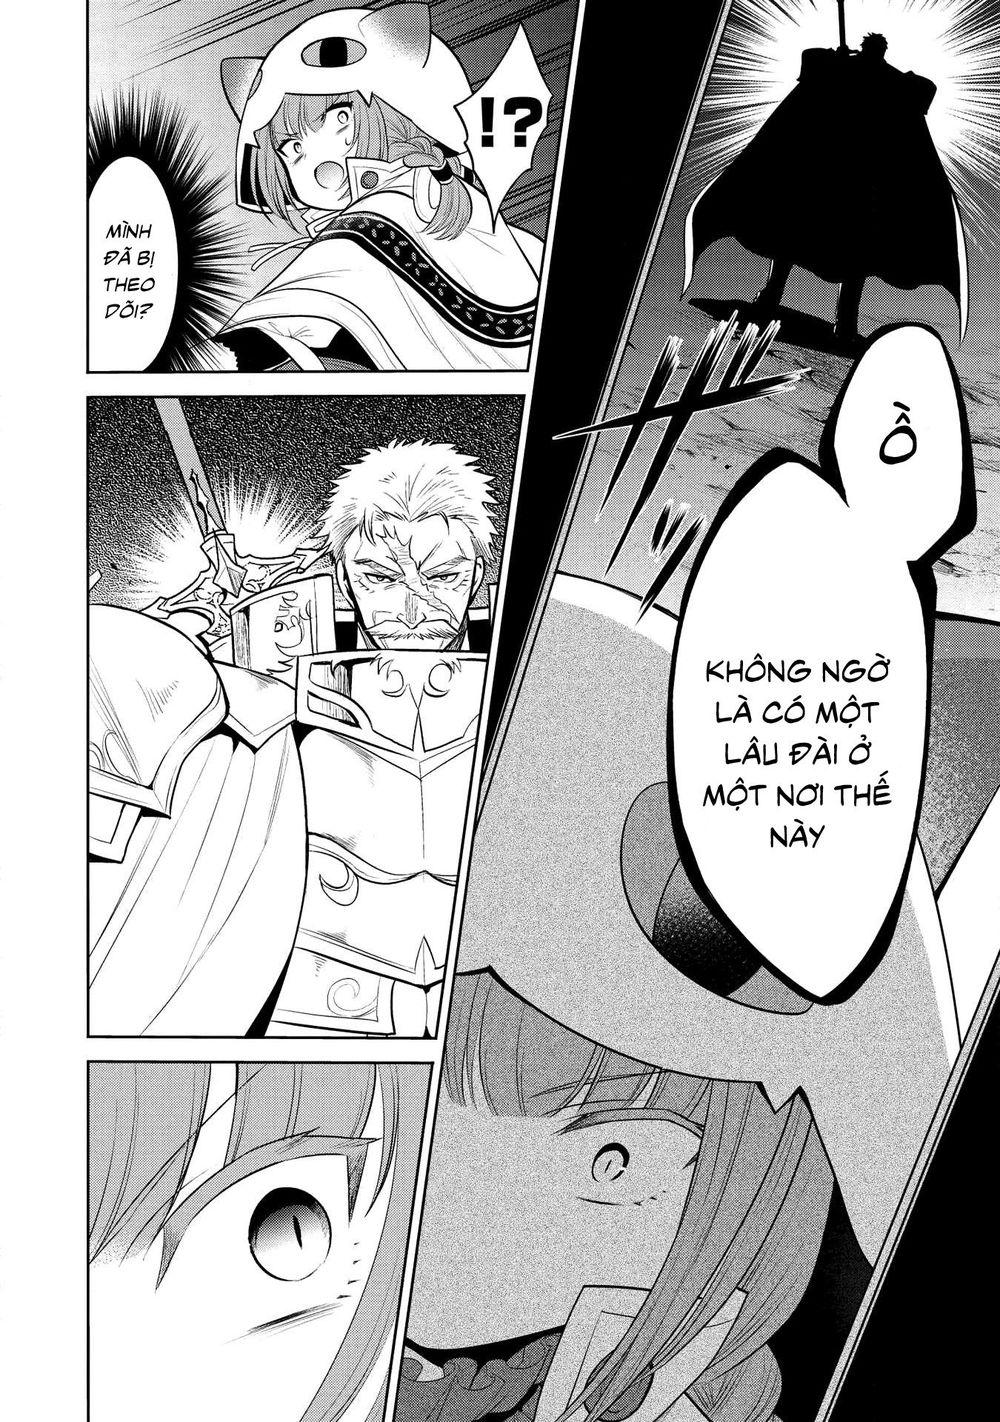 Ồ
KHÔNG NGỜ
LÀ CÓ MỘT
LÂU ĐÀI Ở
MỘT NƠI THẾ
NÀY
!?
MÌNH
ĐÃ BỊ
THEO
DÕI?